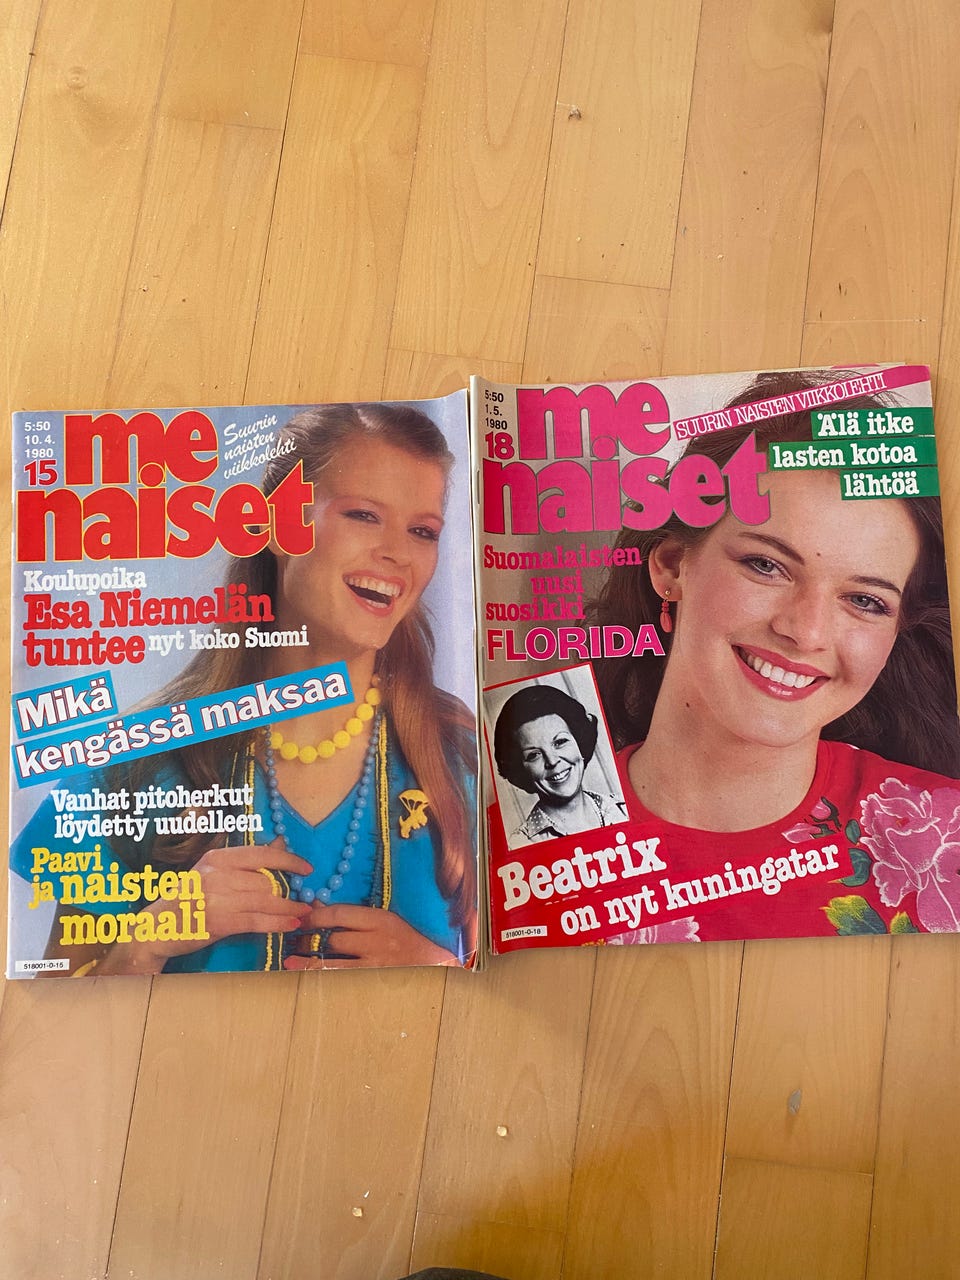 5:50
10. 4.
1980
15
me
naiset
Suurin
naisten
viikkolehti
Koulupoika
Esa Niemelän
tuntee nyt koko Suomi
Mikä
kengässä maksaa
Vanhat pitoherkut
löydetty uudelleen
Paavi
ja naisten
moraali
518001-0-15
5:50
1. 5.
1980
18
me
naiset
SUURIN NAISTEN VIIKKOLEHTI
Älä itke
lasten kotoa
lähtöä
Suomalaisten
uusi
suosikki
FLORIDA
Beatrix
on nyt kuningatar
518001-0-18